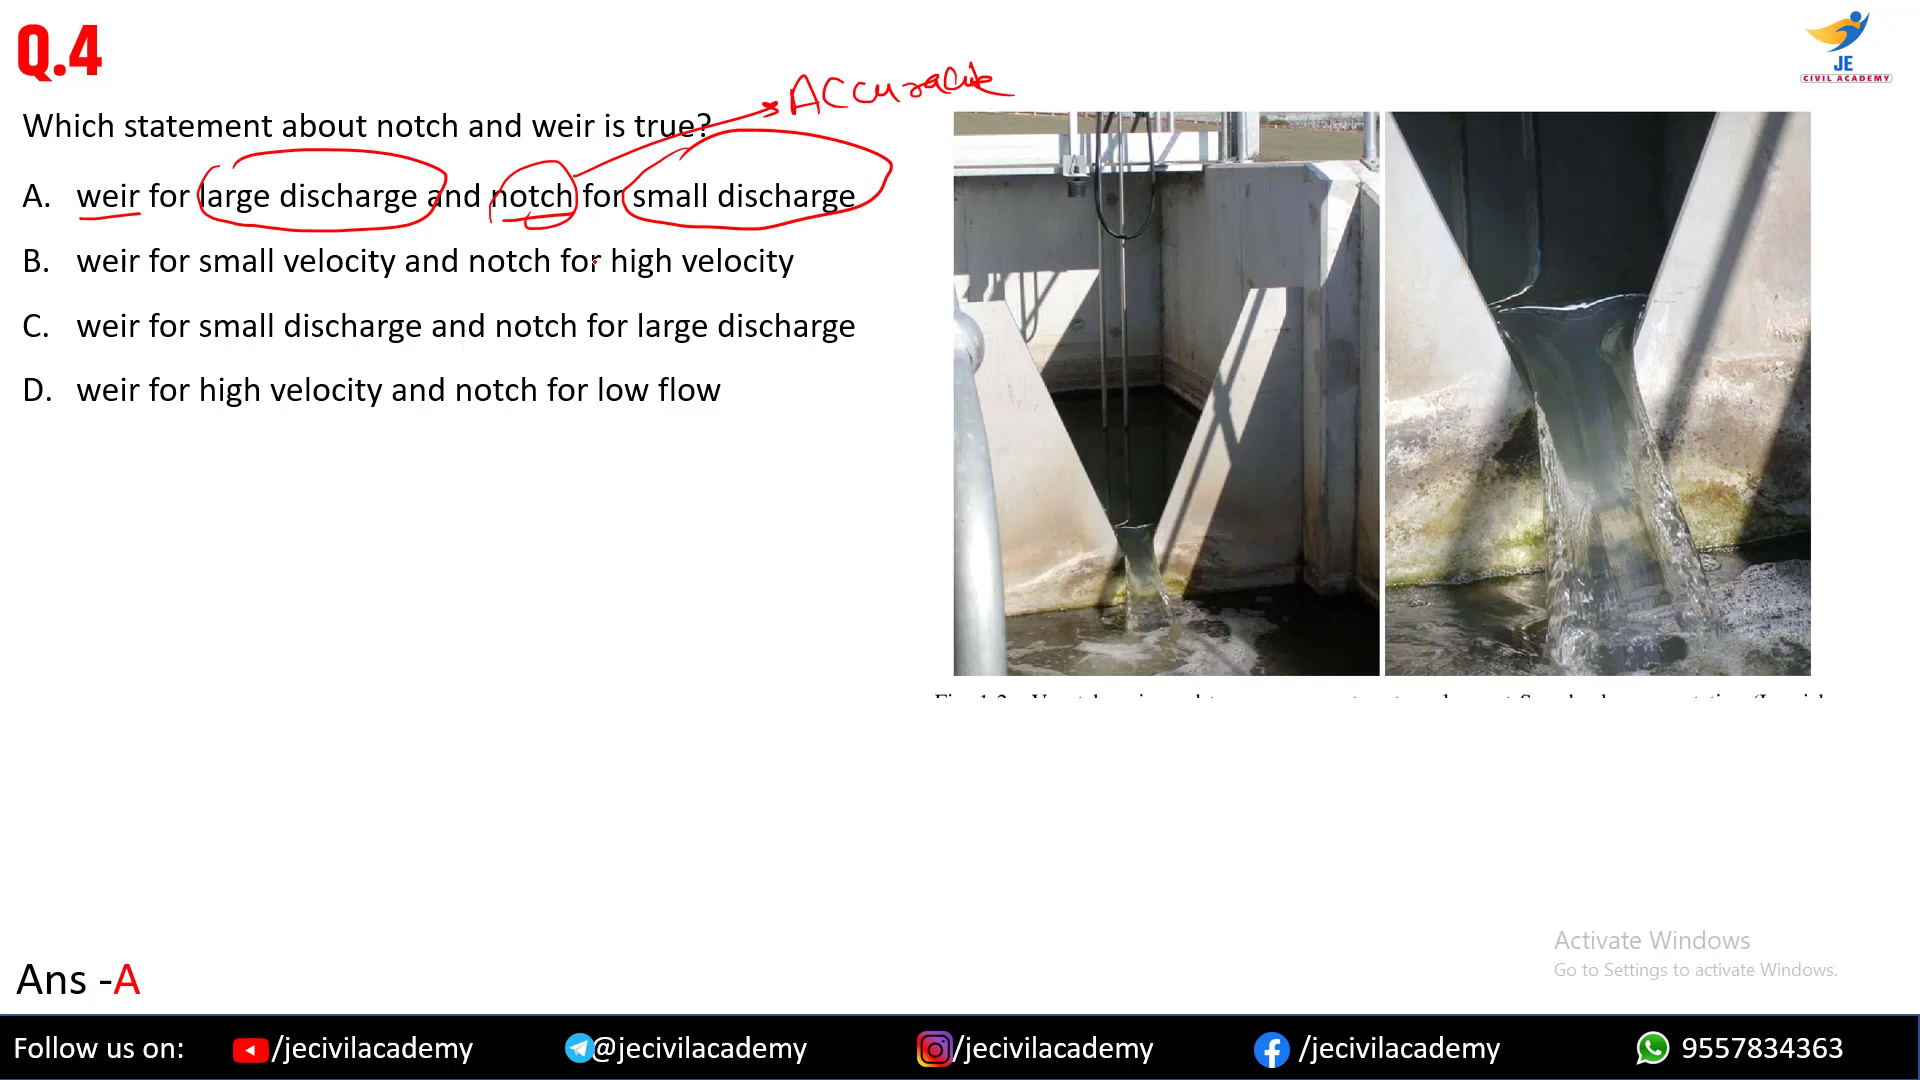 Q.4
JE
CIVIL ACADEMY
Accurate
Which statement about notch and weir is true?
A. weir for large discharge and notch for small discharge
B. weir for small velocity and notch for high velocity
C. weir for small discharge and notch for large discharge
D. weir for high velocity and notch for low flow
Activate Windows
Go to Settings to activate Windows.
Ans -A
Follow us on: /jecivilacademy @jecivilacademy /jecivilacademy /jecivilacademy 9557834363